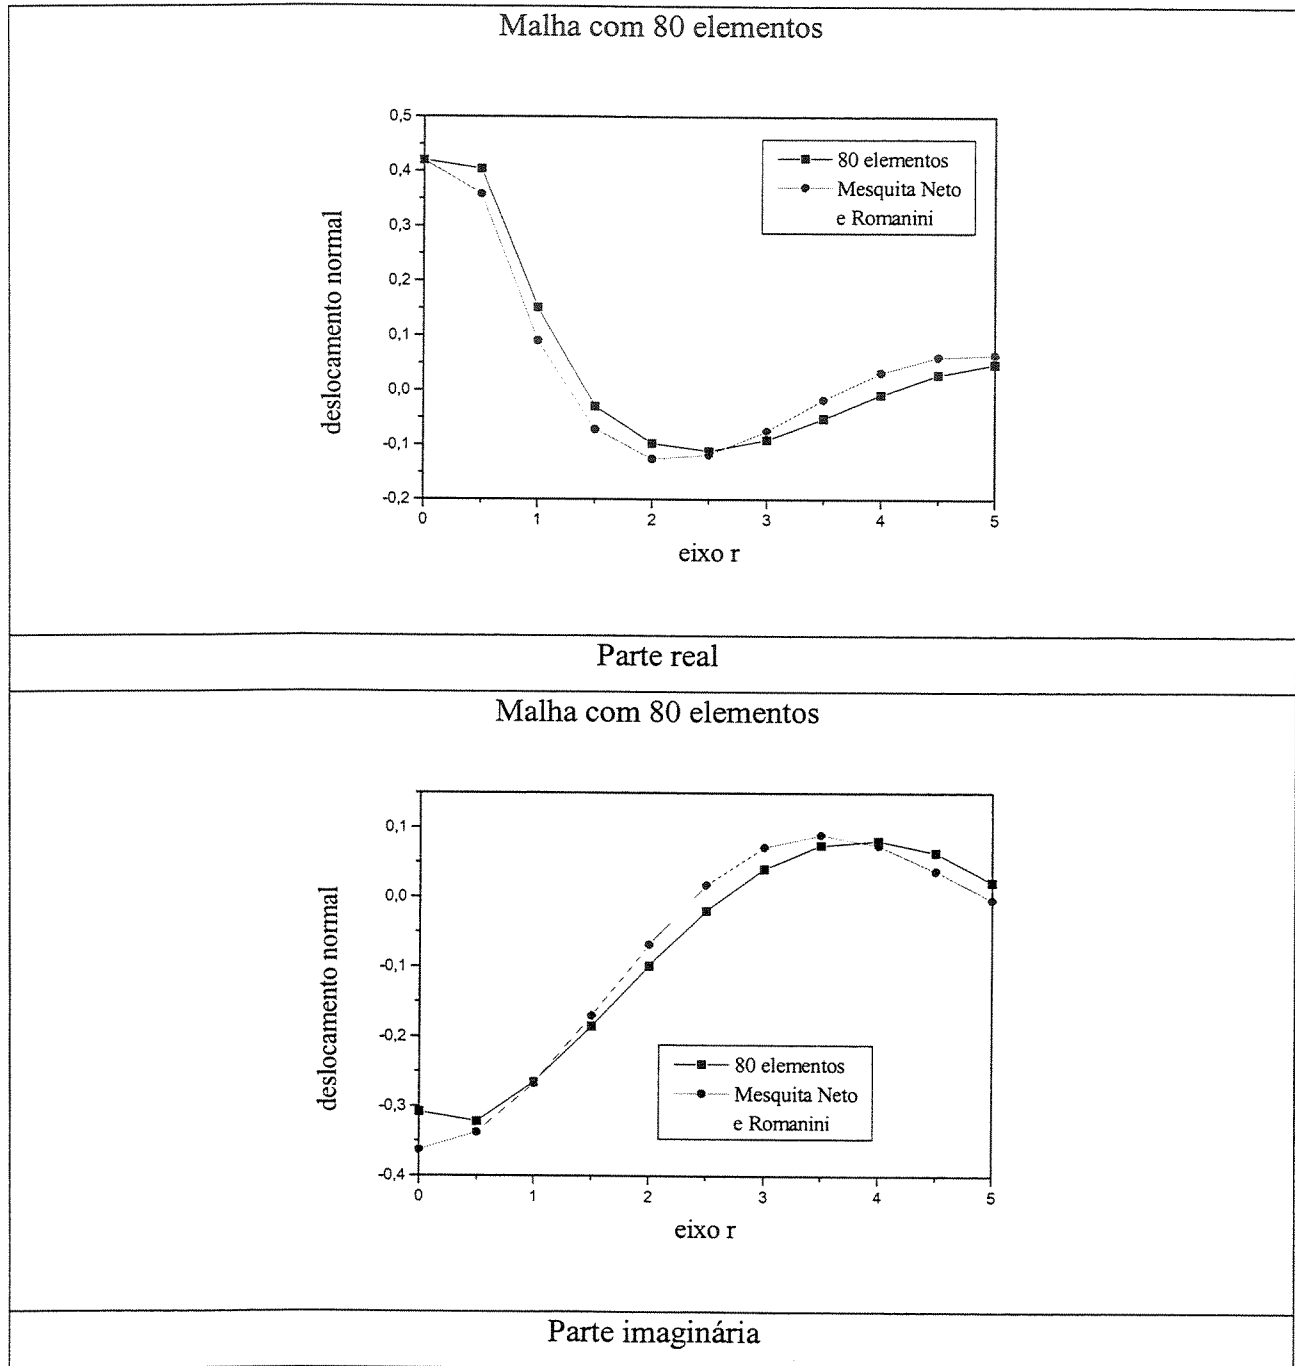 Malha com 80 elementos
0,5
0,4
0,3
0,2
0,1
0,0
-0,1
-0,2
deslocamento normal
80 elementos
Mesquita Neto
e Romanini
0 1 2 3 4 5
eixo r
Parte real
Malha com 80 elementos
0,1
0,0
-0,1
-0,2
-0,3
-0,4
deslocamento normal
80 elementos
Mesquita Neto
e Romanini
0 1 2 3 4 5
eixo r
Parte imaginária